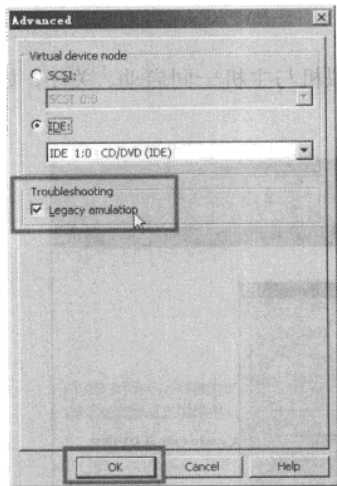 Advanced
Virtual device node
SCSI:
SCSI 0:0
IDE:
IDE 1:0 CD/DVD (IDE)
Troubleshooting
Legacy amulation
OK
Cancel
Help